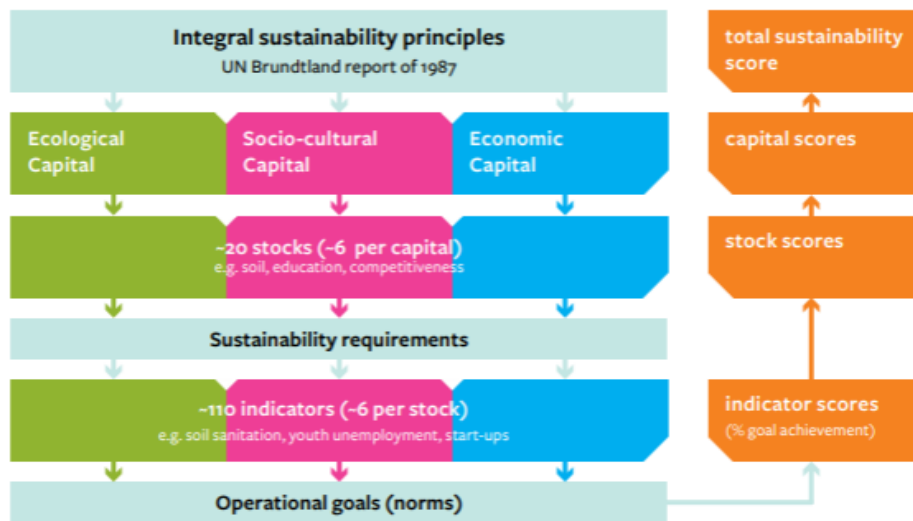 Integral sustainability principles
UN Brundtland report of 1987
Ecological
Capital
Socio-cultural
Capital
Economic
Capital
~20 stocks (~6 per capital)
e.g. soil, education, competitiveness
Sustainability requirements
~110 indicators (~6 per stock)
e.g. soil sanitation, youth unemployment, start-ups
Operational goals (norms)
total sustainability
score
capital scores
stock scores
indicator scores
(% goal achievement)